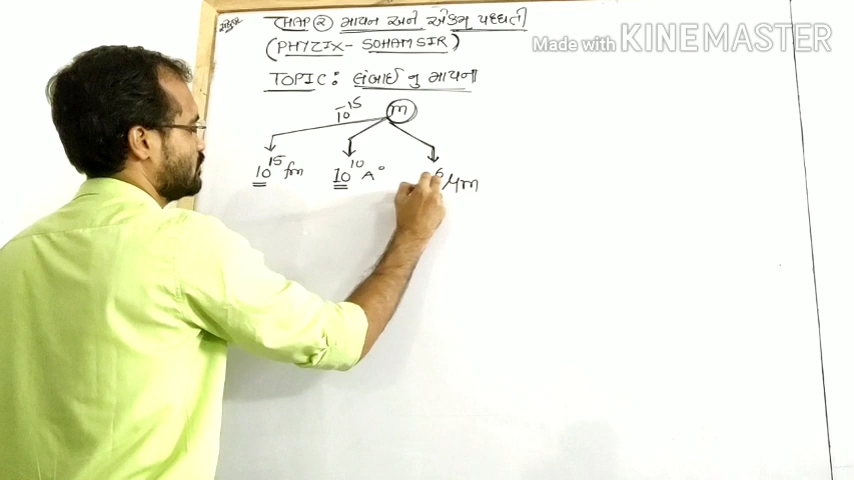 CHAP ② માપન અને એકમ પધ્ધતી
(PHYZIX - SOHAM SIR)
TOPIC : લંબાઈ નુ માપન
10^15 m
10^15 fm 10^10 A° 6 μm
Made with KINEMASTER